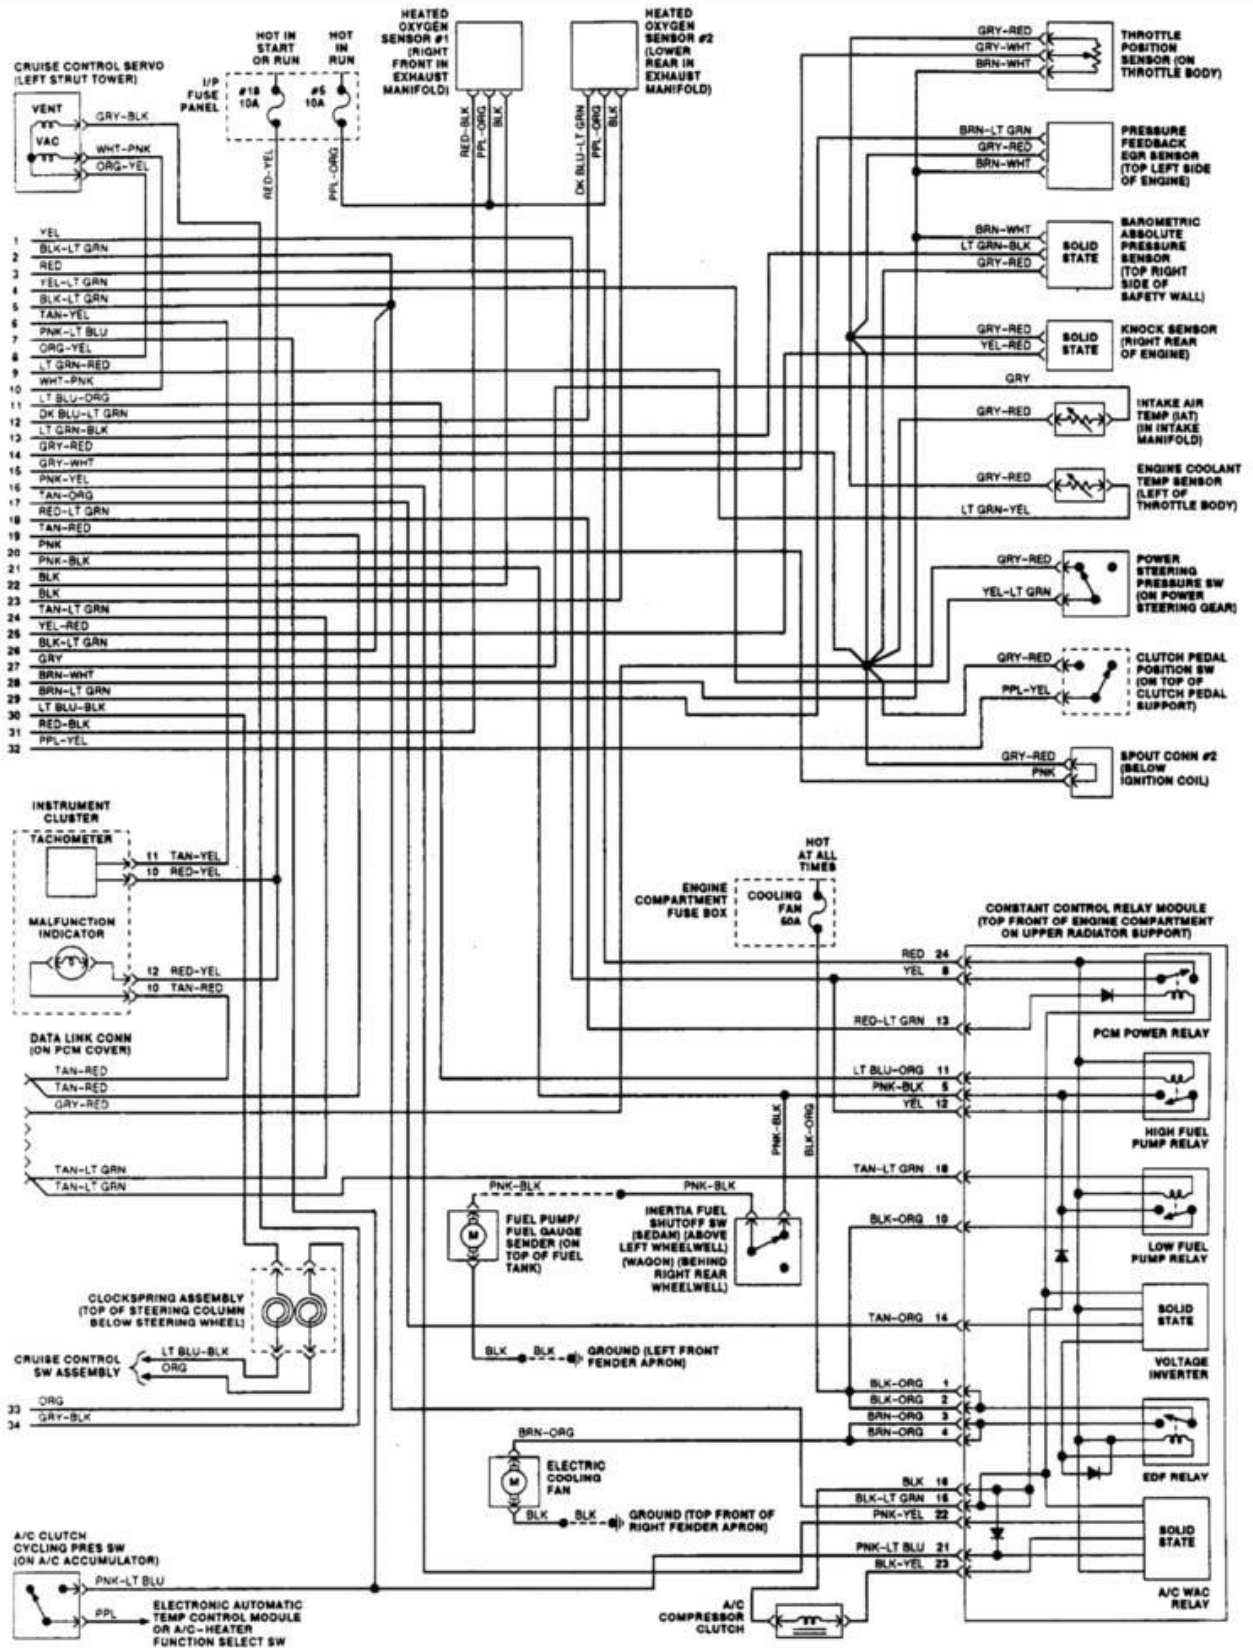 HEATED
OXYGEN
SENSOR #1
(RIGHT
FRONT IN
EXHAUST
MANIFOLD)
HEATED
OXYGEN
SENSOR #2
(LOWER
REAR IN
EXHAUST
MANIFOLD)
HOT IN
START
OR RUN
HOT
IN
RUN
I/P
FUSE
PANEL
#18
10A
#5
10A
RED-YEL
PPL-ORG
RED-BLK
PPL-ORG
BLK
DK BLU-LT GRN
PPL-ORG
BLK
CRUISE CONTROL SERVO
(LEFT STRUT TOWER)
VENT
VAC
GRY-BLK
WHT-PNK
ORG-YEL
GRY-RED
GRY-WHT
BRN-WHT
THROTTLE
POSITION
SENSOR (ON
THROTTLE BODY)
BRN-LT GRN
GRY-RED
BRN-WHT
PRESSURE
FEEDBACK
EGR SENSOR
(TOP LEFT SIDE
OF ENGINE)
BRN-WHT
LT GRN-BLK
GRY-RED
SOLID
STATE
BAROMETRIC
ABSOLUTE
PRESSURE
SENSOR
(TOP RIGHT
SIDE OF
SAFETY WALL)
GRY-RED
YEL-RED
SOLID
STATE
KNOCK SENSOR
(RIGHT REAR
OF ENGINE)
GRY
GRY-RED
INTAKE AIR
TEMP (IAT)
(IN INTAKE
MANIFOLD)
GRY-RED
LT GRN-YEL
ENGINE COOLANT
TEMP SENSOR
(LEFT OF
THROTTLE BODY)
GRY-RED
YEL-LT GRN
POWER
STEERING
PRESSURE SW
(ON POWER
STEERING GEAR)
GRY-RED
PPL-YEL
CLUTCH PEDAL
POSITION SW
(ON TOP OF
CLUTCH PEDAL
SUPPORT)
GRY-RED
PNK
SPOUT CONN #2
(BELOW
IGNITION COIL)
1 YEL
2 BLK-LT GRN
3 RED
4 YEL-LT GRN
5 BLK-LT GRN
6 TAN-YEL
7 PNK-LT BLU
8 ORG-YEL
9 LT GRN-RED
10 WHT-PNK
11 LT BLU-ORG
12 DK BLU-LT GRN
13 LT GRN-BLK
14 GRY-RED
15 GRY-WHT
16 PNK-YEL
17 TAN-ORG
18 RED-LT GRN
19 TAN-RED
20 PNK
21 PNK-BLK
22 BLK
23 BLK
24 TAN-LT GRN
25 YEL-RED
26 BLK-LT GRN
27 GRY
28 BRN-WHT
29 BRN-LT GRN
30 LT BLU-BLK
31 RED-BLK
32 PPL-YEL
INSTRUMENT
CLUSTER
TACHOMETER
11 TAN-YEL
10 RED-YEL
MALFUNCTION
INDICATOR
12 RED-YEL
10 TAN-RED
DATA LINK CONN
(ON PCM COVER)
TAN-RED
TAN-RED
GRY-RED
TAN-LT GRN
TAN-LT GRN
HOT
AT ALL
TIMES
ENGINE
COMPARTMENT
FUSE BOX
COOLING
FAN
60A
CONSTANT CONTROL RELAY MODULE
(TOP FRONT OF ENGINE COMPARTMENT
ON UPPER RADIATOR SUPPORT)
RED 24
YEL 8
RED-LT GRN 13
PCM POWER RELAY
LT BLU-ORG 11
PNK-BLK 5
YEL 12
HIGH FUEL
PUMP RELAY
PNK-BLK
BLK-ORG
TAN-LT GRN 18
BLK-ORG 10
LOW FUEL
PUMP RELAY
PNK-BLK
PNK-BLK
M
FUEL PUMP/
FUEL GAUGE
SENDER (ON
TOP OF FUEL
TANK)
INERTIA FUEL
SHUTOFF SW
(SEDAN) (ABOVE
LEFT WHEELWELL)
(WAGON) (BEHIND
RIGHT REAR
WHEELWELL)
TAN-ORG 14
SOLID
STATE
VOLTAGE
INVERTER
CLOCKSPRING ASSEMBLY
(TOP OF STEERING COLUMN
BELOW STEERING WHEEL)
CRUISE CONTROL
SW ASSEMBLY
LT BLU-BLK
ORG
BLK
BLK
GROUND (LEFT FRONT
FENDER APRON)
33 ORG
34 GRY-BLK
BLK-ORG 1
BLK-ORG 2
BRN-ORG 3
BRN-ORG 4
EDF RELAY
BRN-ORG
M
ELECTRIC
COOLING
FAN
BLK
BLK
GROUND (TOP FRONT OF
RIGHT FENDER APRON)
BLK 16
BLK-LT GRN 15
PNK-YEL 22
PNK-LT BLU 21
BLK-YEL 23
SOLID
STATE
A/C WAC
RELAY
A/C CLUTCH
CYCLING PRES SW
(ON A/C ACCUMULATOR)
PNK-LT BLU
PPL
ELECTRONIC AUTOMATIC
TEMP CONTROL MODULE
OR A/C-HEATER
FUNCTION SELECT SW
A/C
COMPRESSOR
CLUTCH